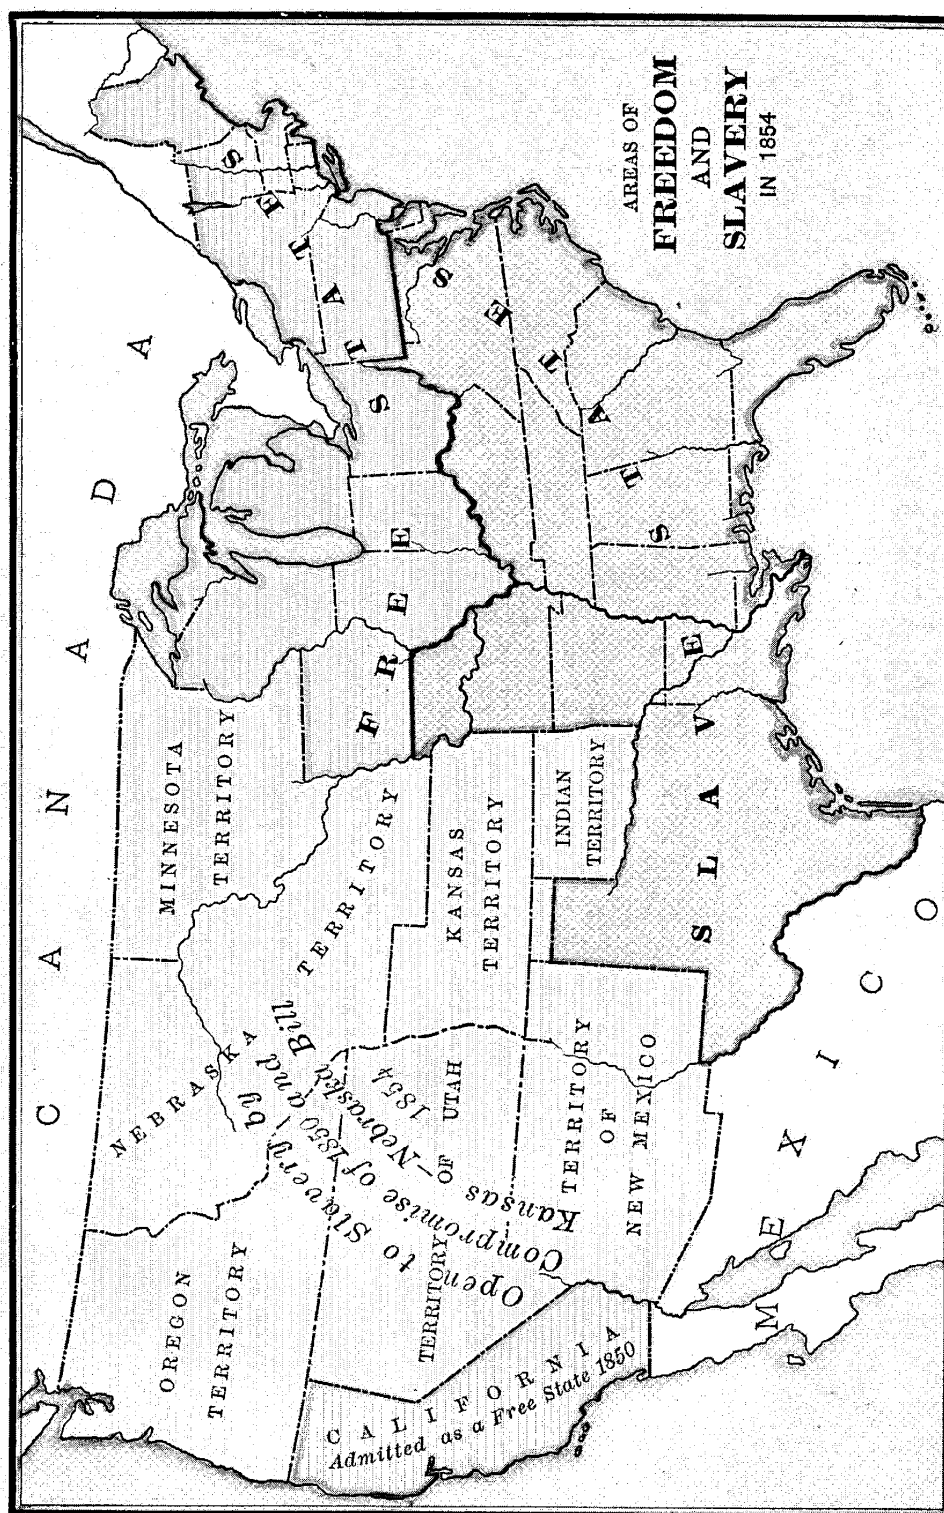 AREAS OF
FREEDOM
AND
SLAVERY
IN 1854
CANADA
OREGON
TERRITORY
NEBRASKA
TERRITORY
MINNESOTA
TERRITORY
FREE STATES
Open to Slavery by
Compromise of 1850 and
Kansas–Nebraska Bill
1854
TERRITORY OF UTAH
KANSAS
TERRITORY
CALIFORNIA
Admitted as a Free State 1850
TERRITORY
OF
NEW MEXICO
INDIAN
TERRITORY
SLAVE STATES
MEXICO